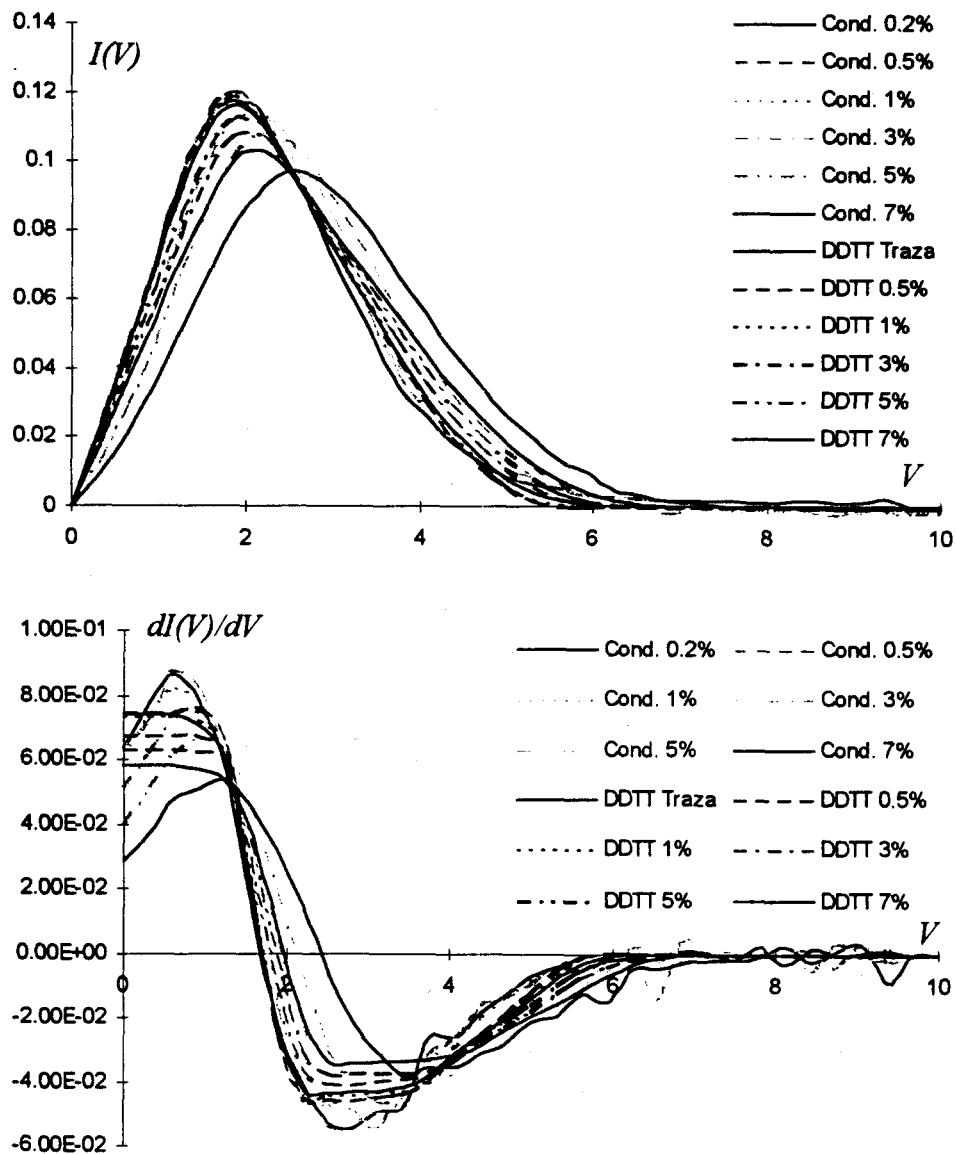 0.14
0.12
0.1
0.08
0.06
0.04
0.02
0
I(V)
V
0 2 4 6 8 10
Cond. 0.2%
Cond. 0.5%
Cond. 1%
Cond. 3%
Cond. 5%
Cond. 7%
DDTT Traza
DDTT 0.5%
DDTT 1%
DDTT 3%
DDTT 5%
DDTT 7%
dI(V)/dV
1.00E-01
8.00E-02
6.00E-02
4.00E-02
2.00E-02
0.00E+00
-2.00E-02
-4.00E-02
-6.00E-02
V
0 2 4 6 8 10
Cond. 0.2% Cond. 0.5%
Cond. 1% Cond. 3%
Cond. 5% Cond. 7%
DDTT Traza DDTT 0.5%
DDTT 1% DDTT 3%
DDTT 5% DDTT 7%